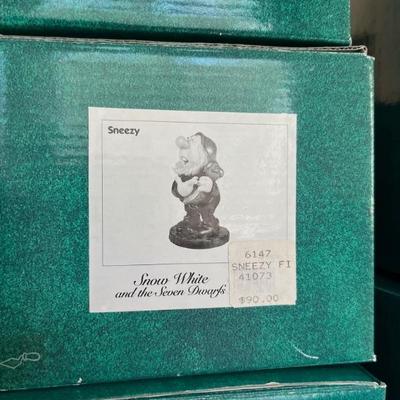 Sneezy
Snow White
and the Seven Dwarfs
6147
SNEEZY FI
41073
$90.00